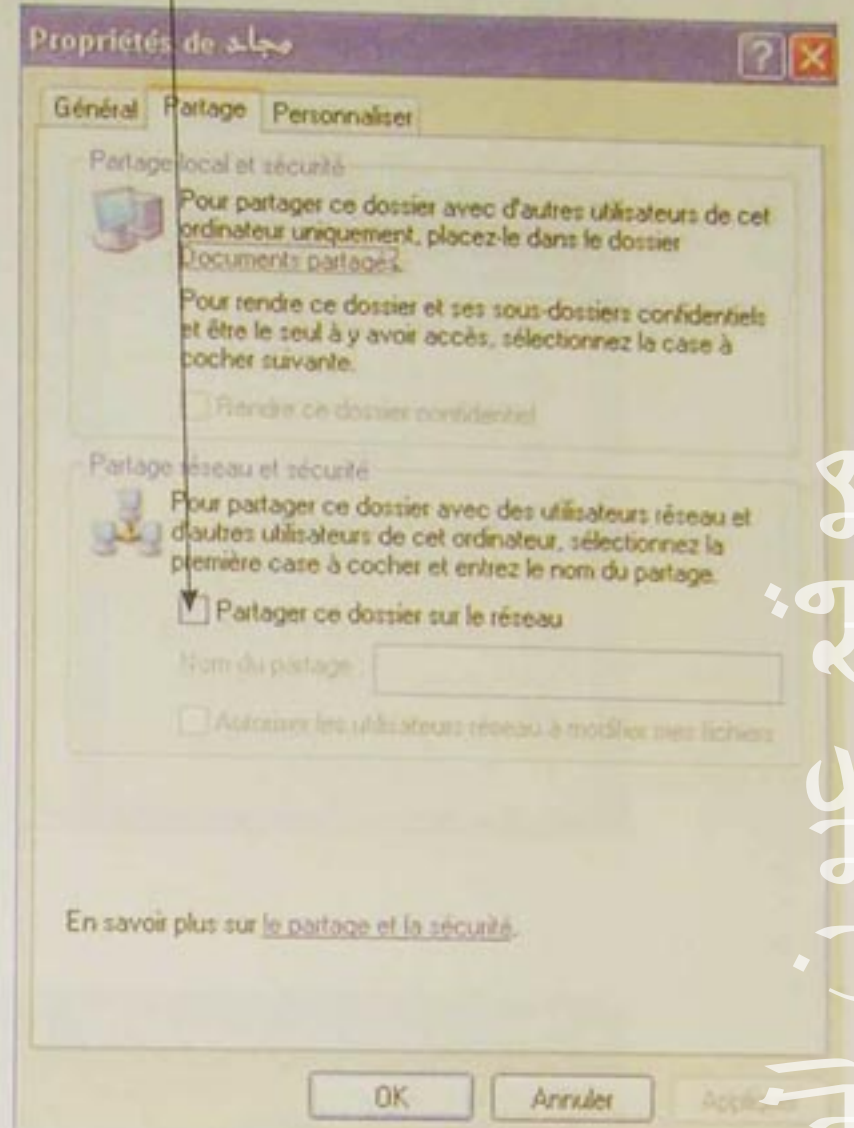 Propriétés de مجلد
Général Partage Personnaliser
Partage local et sécurité
Pour partager ce dossier avec d'autres utilisateurs de cet
ordinateur uniquement, placez-le dans le dossier
Documents partagés.
Pour rendre ce dossier et ses sous-dossiers confidentiels
et être le seul à y avoir accès, sélectionnez la case à
cocher suivante.
Rendre ce dossier confidentiel
Partage réseau et sécurité
Pour partager ce dossier avec des utilisateurs réseau et
d'autres utilisateurs de cet ordinateur, sélectionnez la
première case à cocher et entrez le nom du partage.
Partager ce dossier sur le réseau
Nom du partage :
Autoriser les utilisateurs réseau à modifier mes fichiers
En savoir plus sur le partage et la sécurité.
OK Annuler
موقع عيون